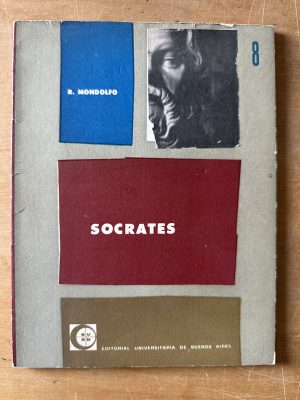 R. MONDOLFO
8
SOCRATES
EDITORIAL UNIVERSITARIA DE BUENOS AIRES